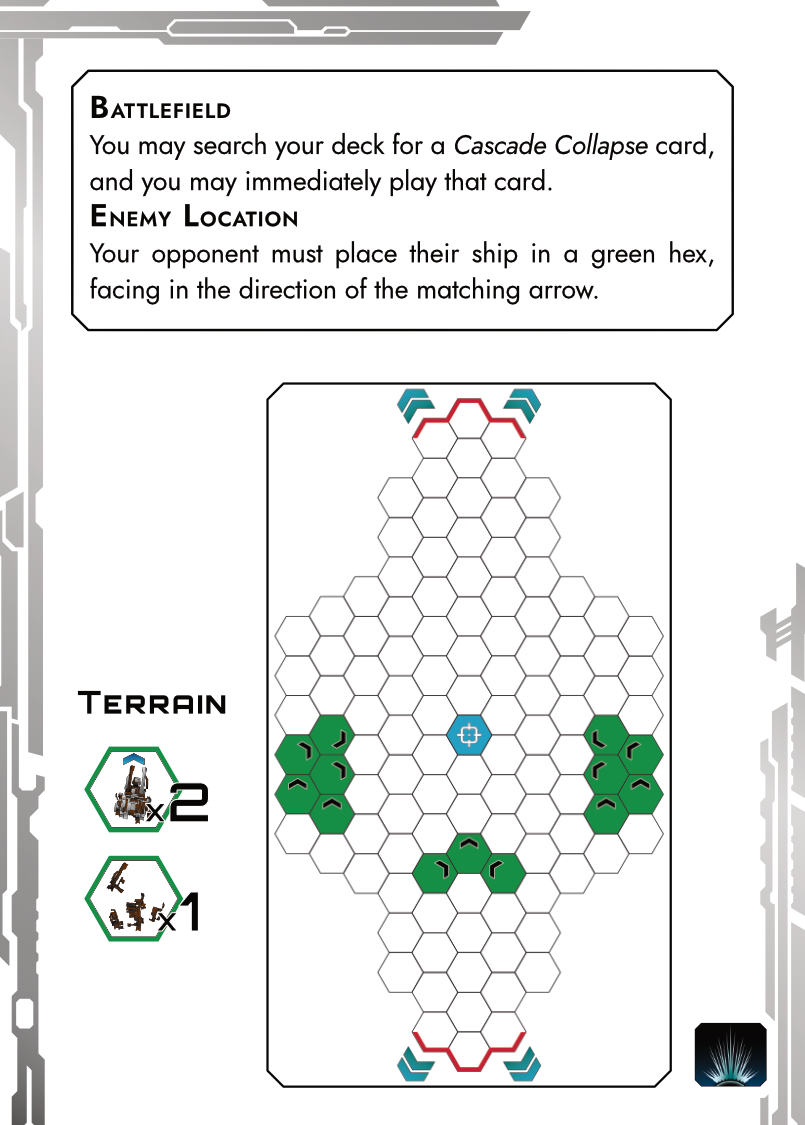 Battlefield
You may search your deck for a Cascade Collapse card,
and you may immediately play that card.
Enemy Location
Your opponent must place their ship in a green hex,
facing in the direction of the matching arrow.
Terrain
x2
x1